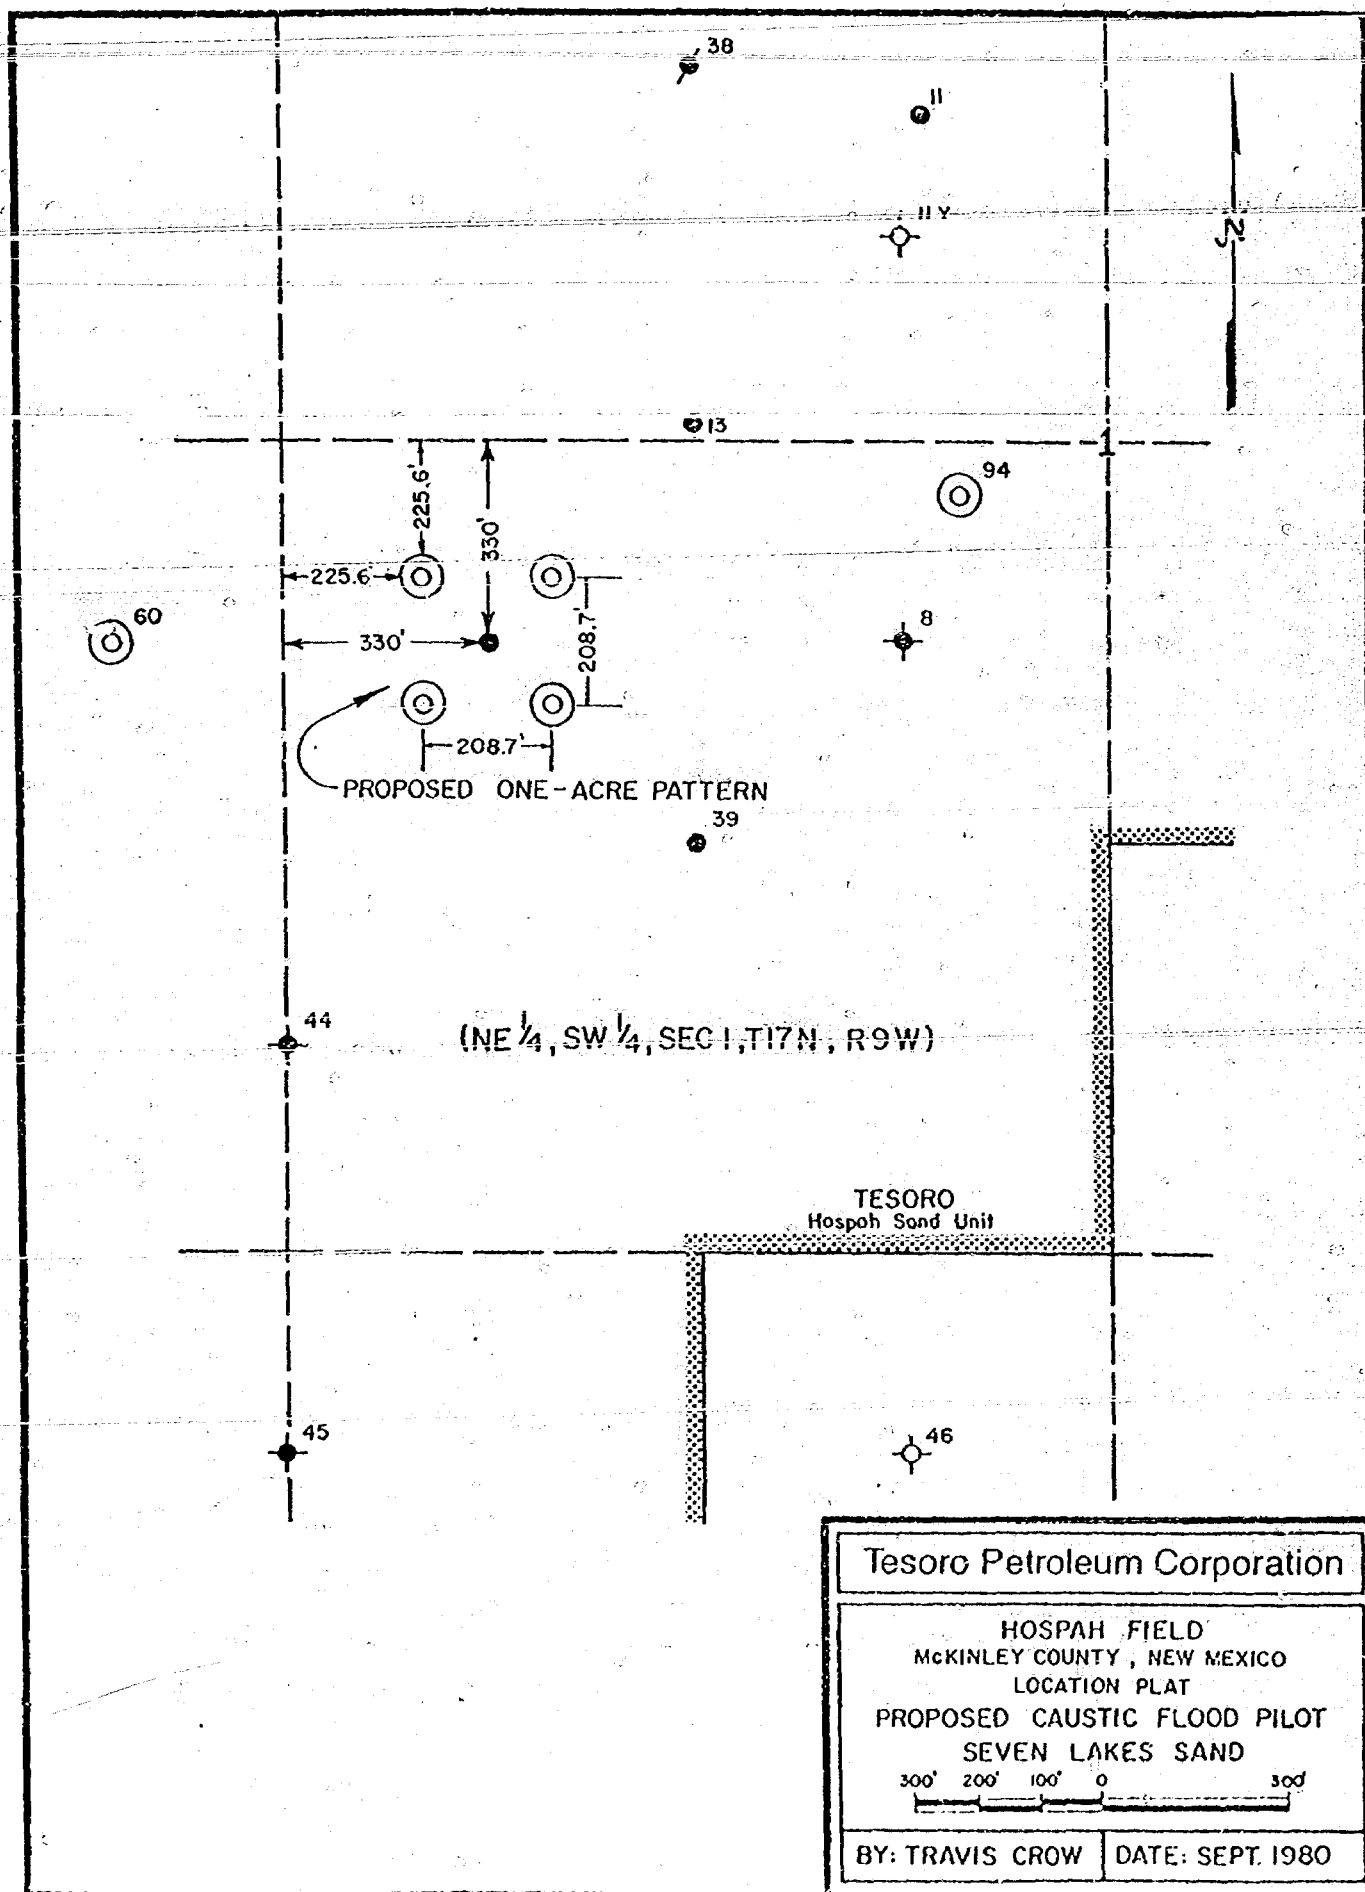 38
11
11Y
N
13
1
94
225.6'
330'
225.6'
60
8
330'
208.7'
208.7'
PROPOSED ONE-ACRE PATTERN
39
44
(NE 1/4, SW 1/4, SEC 1, T17N, R9W)
TESORO
Hospah Sand Unit
45
46
Tesoro Petroleum Corporation
HOSPAH FIELD
McKINLEY COUNTY, NEW MEXICO
LOCATION PLAT
PROPOSED CAUSTIC FLOOD PILOT
SEVEN LAKES SAND
300' 200' 100' 0 300'
BY: TRAVIS CROW DATE: SEPT. 1980